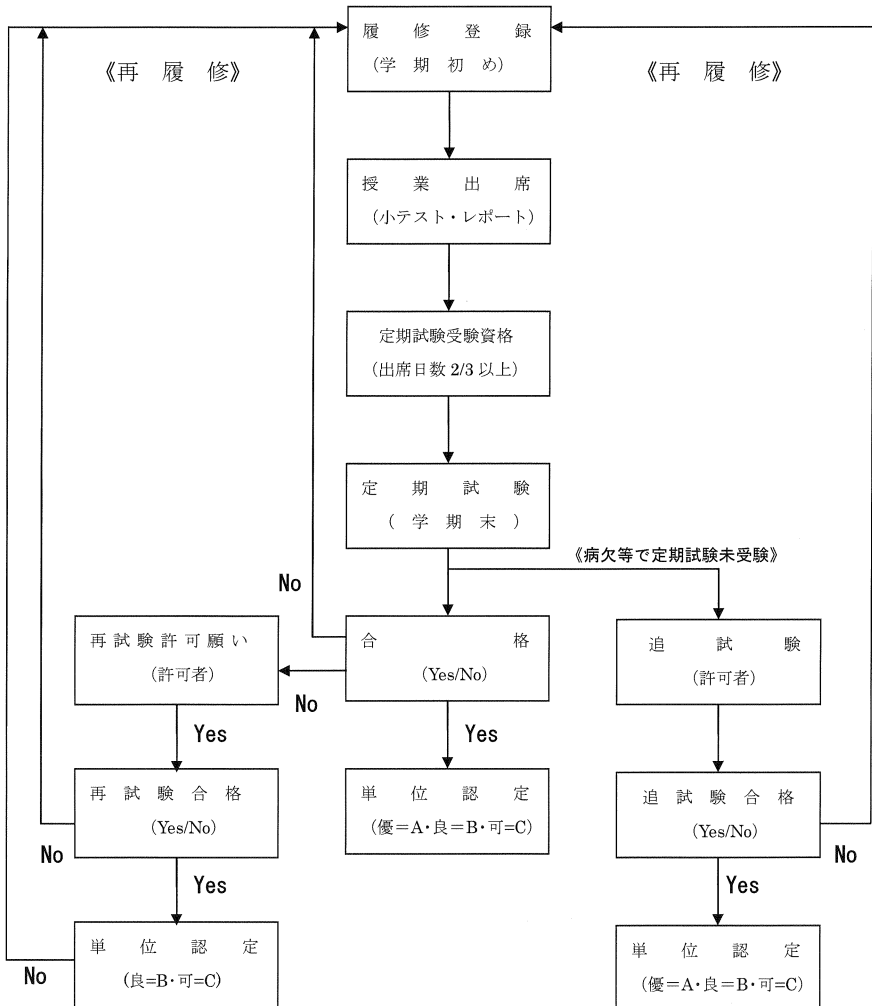 履修登録
(学期初め)
《再履修》
《再履修》
授業出席
(小テスト・レポート)
定期試験受験資格
(出席日数 2/3 以上)
定期試験
(学期末)
《病欠等で定期試験未受験》
No
再試験許可願い
(許可者)
合格
(Yes/No)
追試験
(許可者)
No
Yes
Yes
再試験合格
(Yes/No)
単位認定
(優=A・良=B・可=C)
追試験合格
(Yes/No)
No
No
Yes
Yes
単位認定
(良=B・可=C)
単位認定
(優=A・良=B・可=C)
No